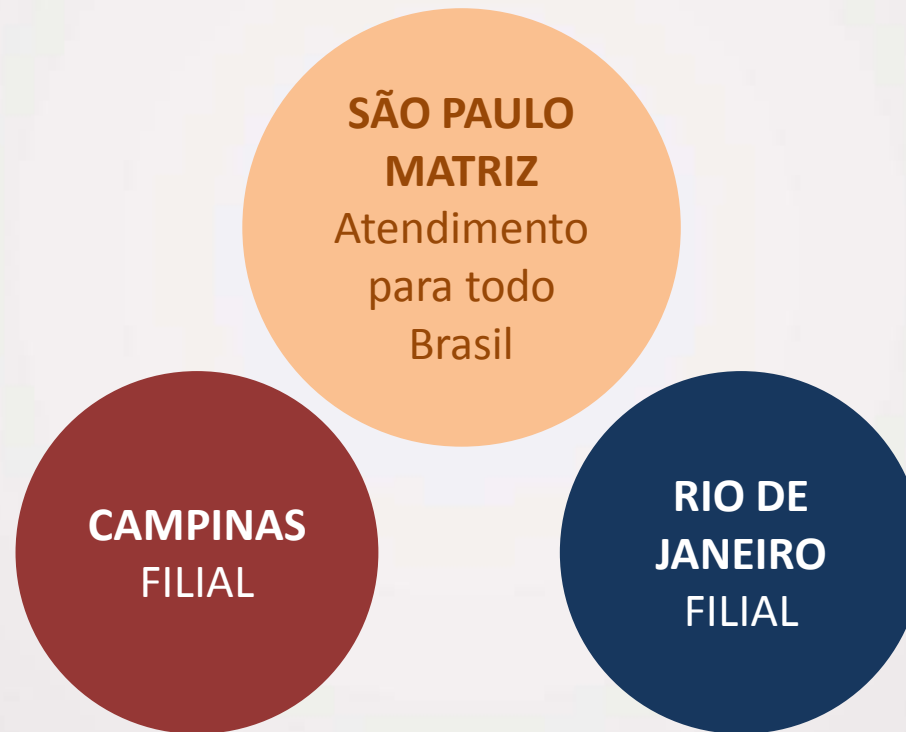 SÃO PAULO
MATRIZ
Atendimento
para todo
Brasil
CAMPINAS
FILIAL
RIO DE
JANEIRO
FILIAL